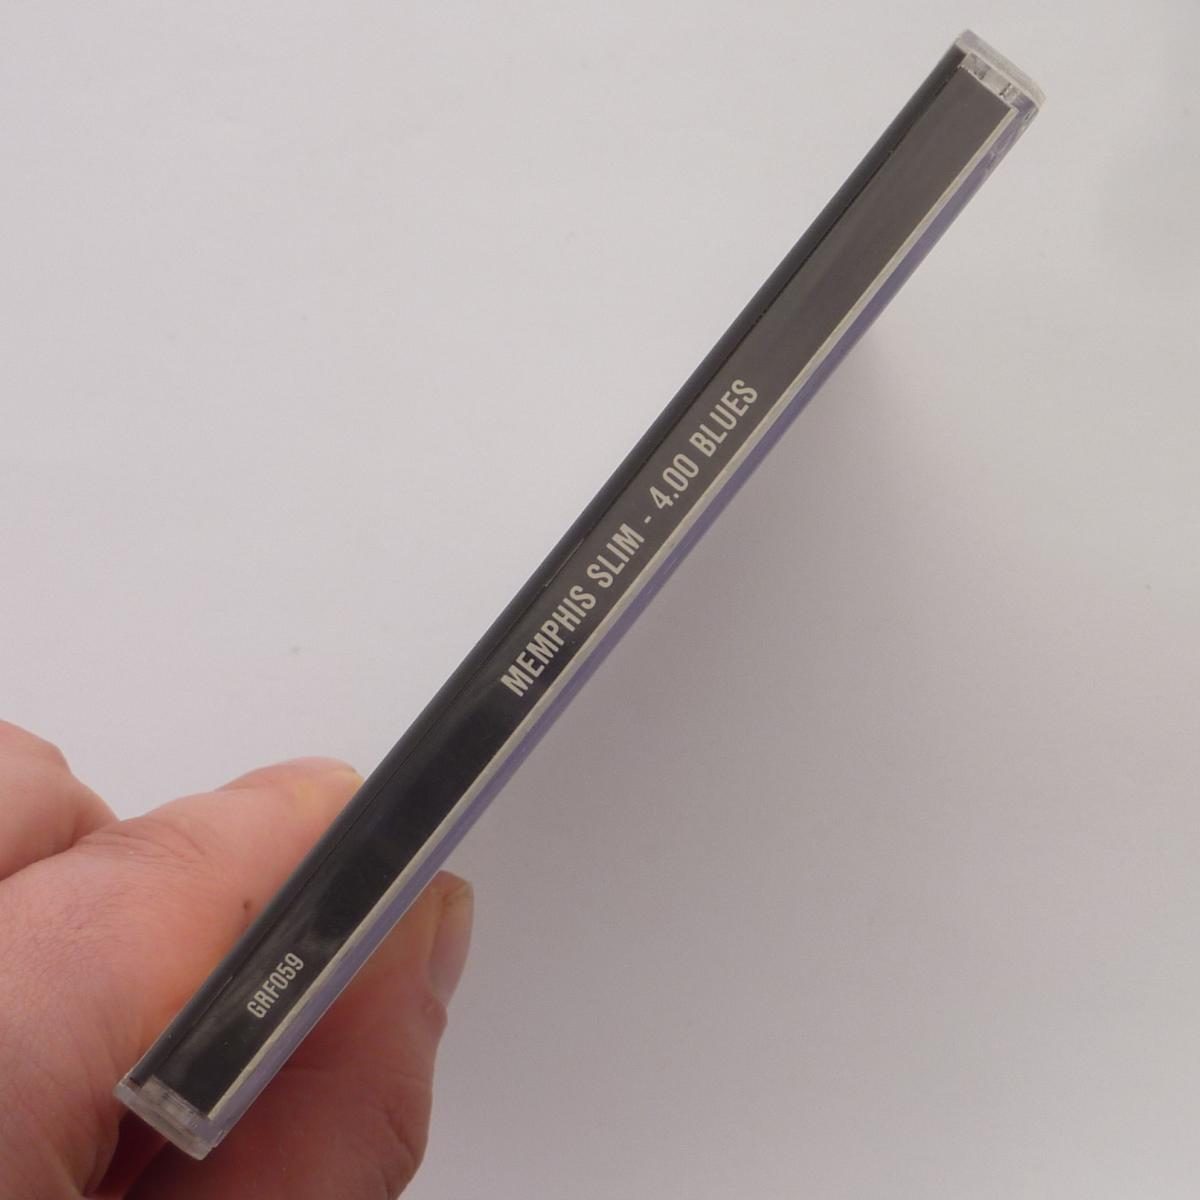 MEMPHIS SLIM - 4.00 BLUES
GRF059